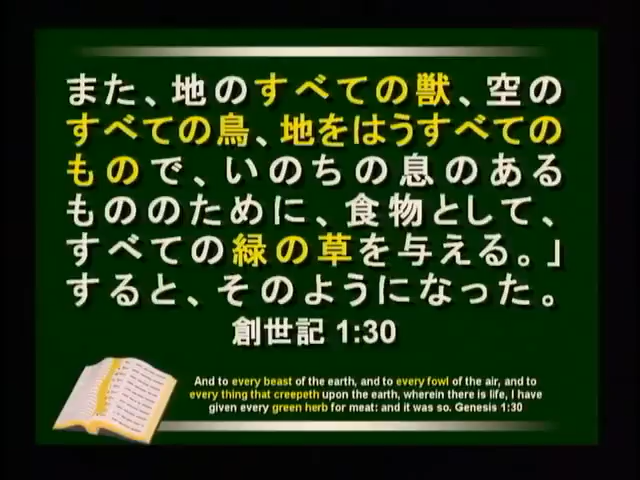 また、地のすべての獣、空の
すべての鳥、地をはうすべての
もので、いのちの息のある
もののために、食物として、
すべての緑の草を与える。」
すると、そのようになった。
創世記 1:30
And to every beast of the earth, and to every fowl of the air, and to
every thing that creepeth upon the earth, wherein there is life, I have
given every green herb for meat: and it was so. Genesis 1:30